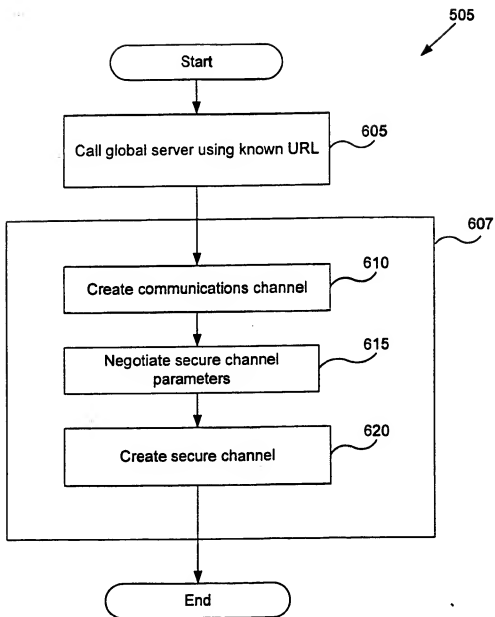 505
Start
Call global server using known URL
605
607
Create communications channel
610
Negotiate secure channel
parameters
615
Create secure channel
620
End